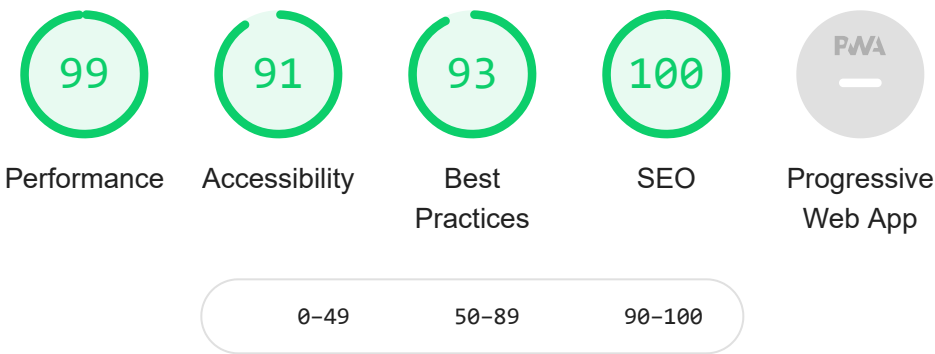 99
91
93
100
PWA
Performance
Accessibility
Best
Practices
SEO
Progressive
Web App
0–49
50–89
90–100